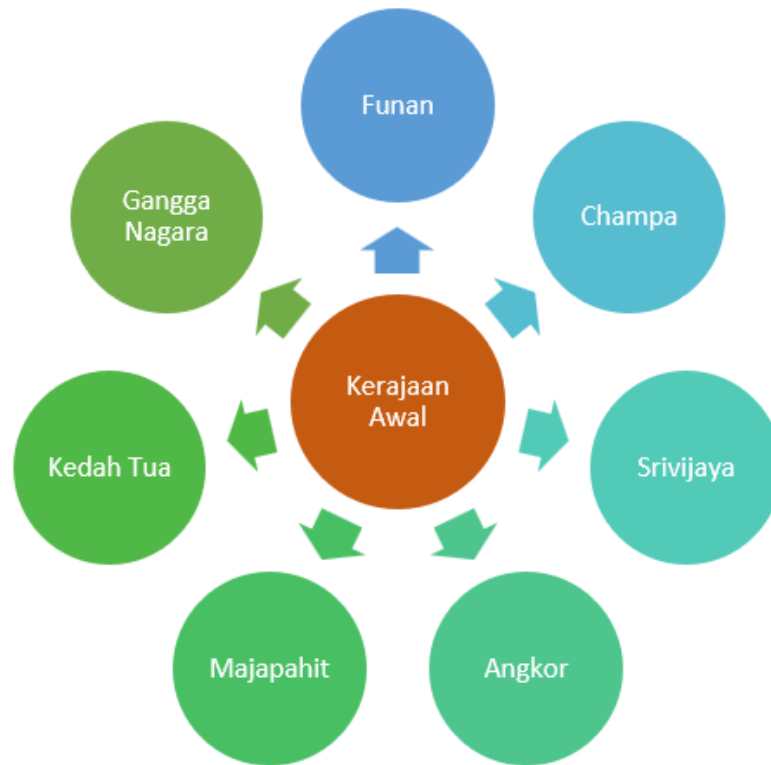 Funan
Champa
Srivijaya
Angkor
Majapahit
Kedah Tua
Gangga
Nagara
Kerajaan
Awal